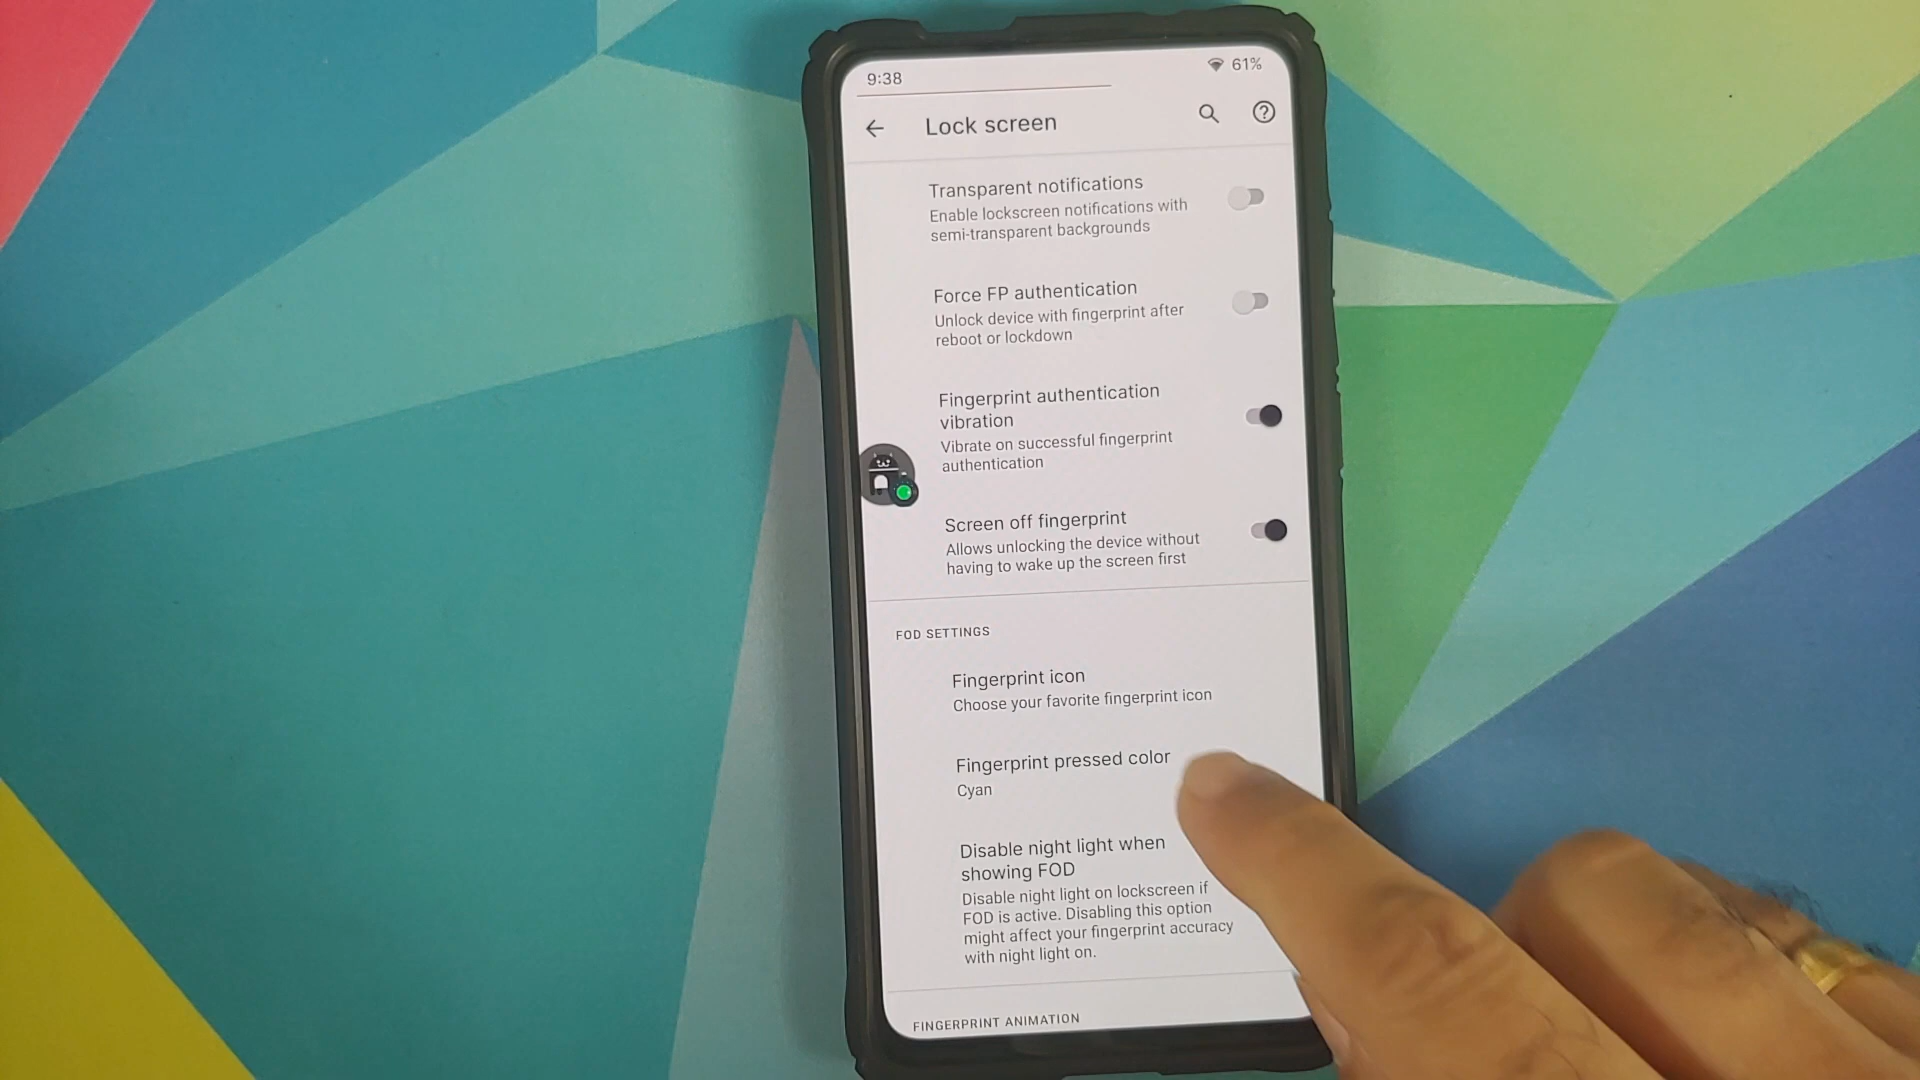 9:38
61%
Lock screen
Transparent notifications
Enable lockscreen notifications with
semi-transparent backgrounds
Force FP authentication
Unlock device with fingerprint after
reboot or lockdown
Fingerprint authentication
vibration
Vibrate on successful fingerprint
authentication
Screen off fingerprint
Allows unlocking the device without
having to wake up the screen first
FOD SETTINGS
Fingerprint icon
Choose your favorite fingerprint icon
Fingerprint pressed color
Cyan
Disable night light when
showing FOD
Disable night light on lockscreen if
FOD is active. Disabling this option
might affect your fingerprint accuracy
with night light on.
FINGERPRINT ANIMATION